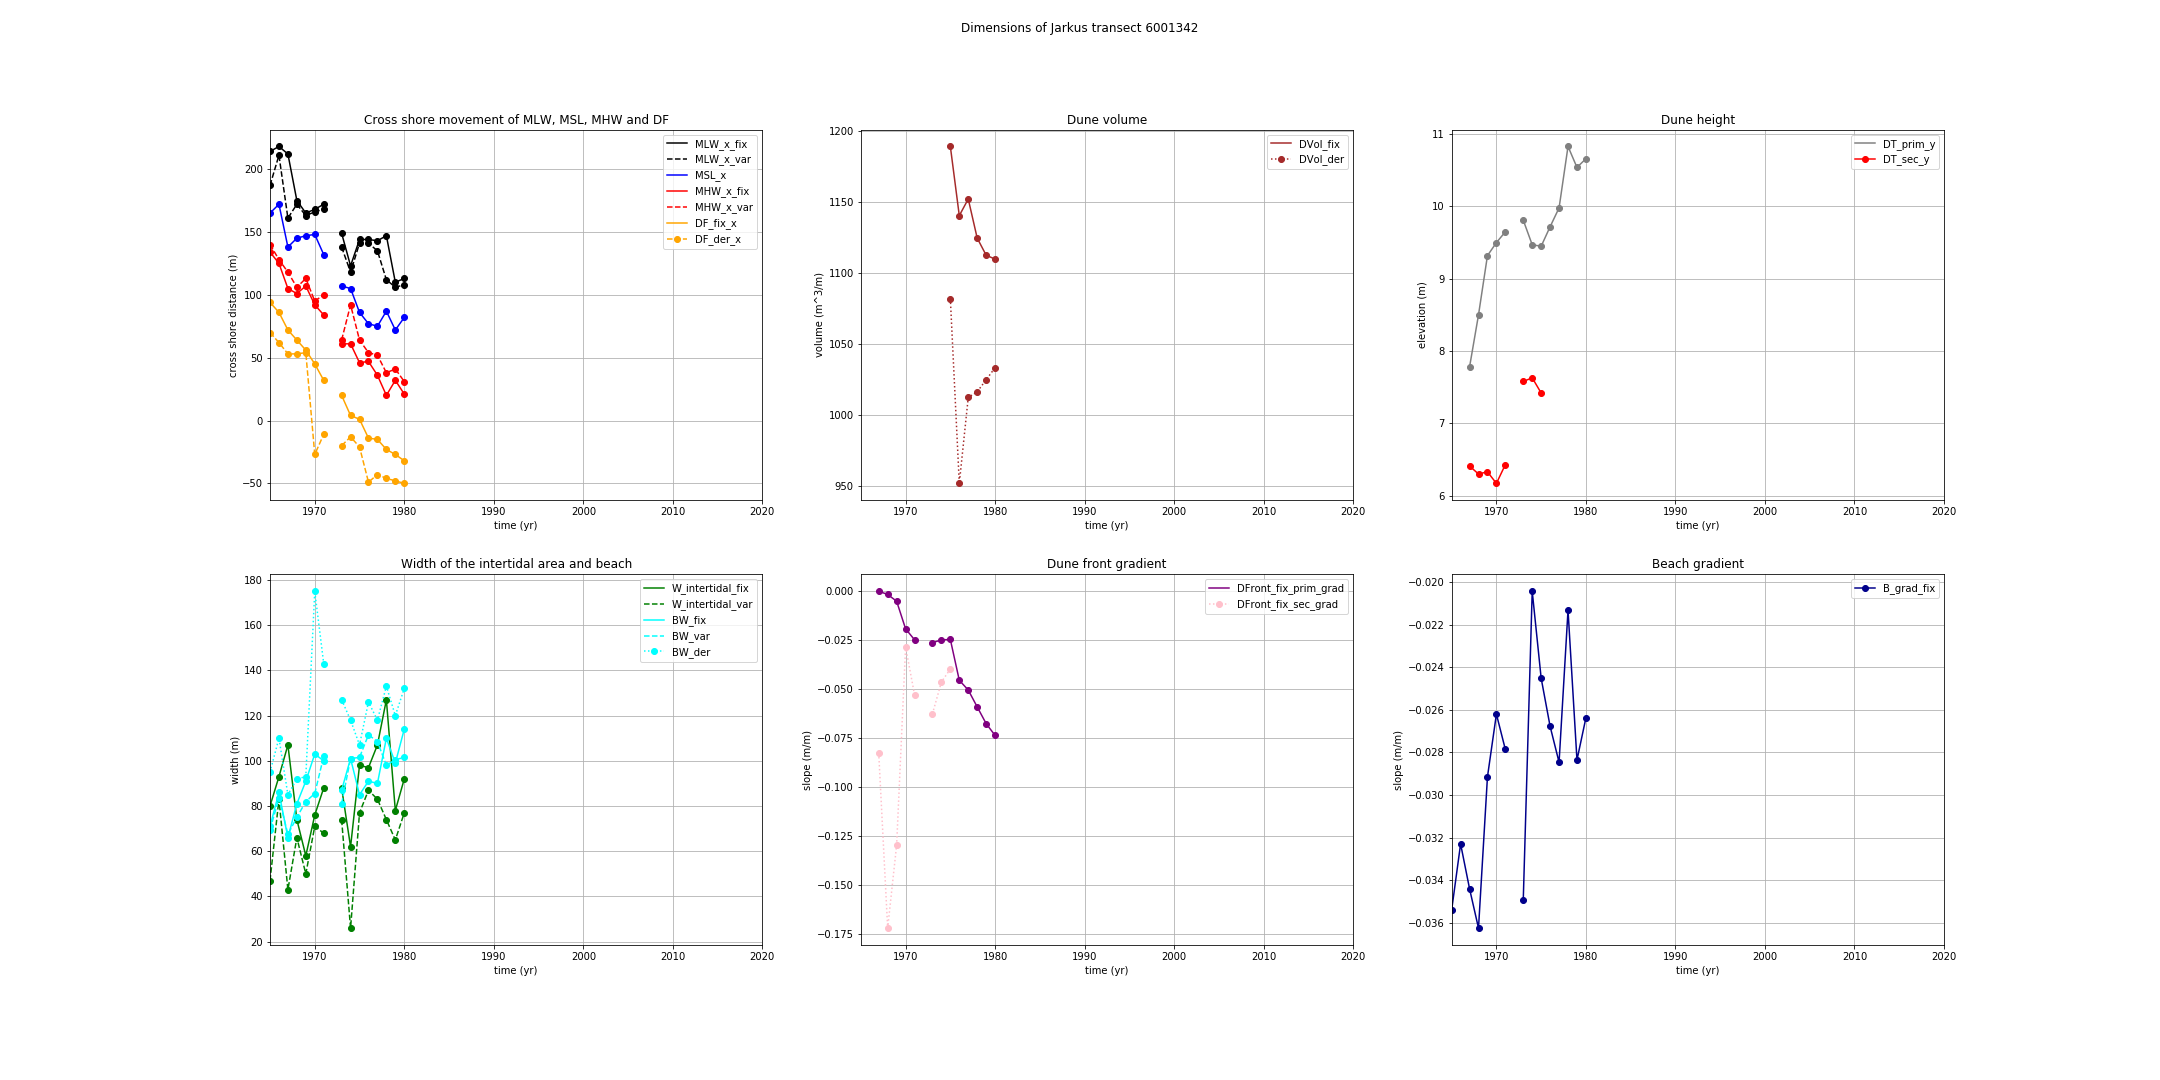 Dimensions of Jarkus transect 6001342
Cross shore movement of MLW, MSL, MHW and DF
cross shore distance (m)
200
150
100
50
0
−50
MLW_x_fix
MLW_x_var
MSL_x
MHW_x_fix
MHW_x_var
DF_fix_x
DF_der_x
1970 1980 1990 2000 2010 2020
time (yr)
Dune volume
volume (m^3/m)
1200
1150
1100
1050
1000
950
DVol_fix
DVol_der
1970 1980 1990 2000 2010 2020
time (yr)
Dune height
elevation (m)
11
10
9
8
7
6
DT_prim_y
DT_sec_y
1970 1980 1990 2000 2010 2020
time (yr)
Width of the intertidal area and beach
width (m)
180
160
140
120
100
80
60
40
20
W_intertidal_fix
W_intertidal_var
BW_fix
BW_var
BW_der
1970 1980 1990 2000 2010 2020
time (yr)
Dune front gradient
slope (m/m)
0.000
−0.025
−0.050
−0.075
−0.100
−0.125
−0.150
−0.175
DFront_fix_prim_grad
DFront_fix_sec_grad
1970 1980 1990 2000 2010 2020
time (yr)
Beach gradient
slope (m/m)
−0.020
−0.022
−0.024
−0.026
−0.028
−0.030
−0.032
−0.034
−0.036
B_grad_fix
1970 1980 1990 2000 2010 2020
time (yr)